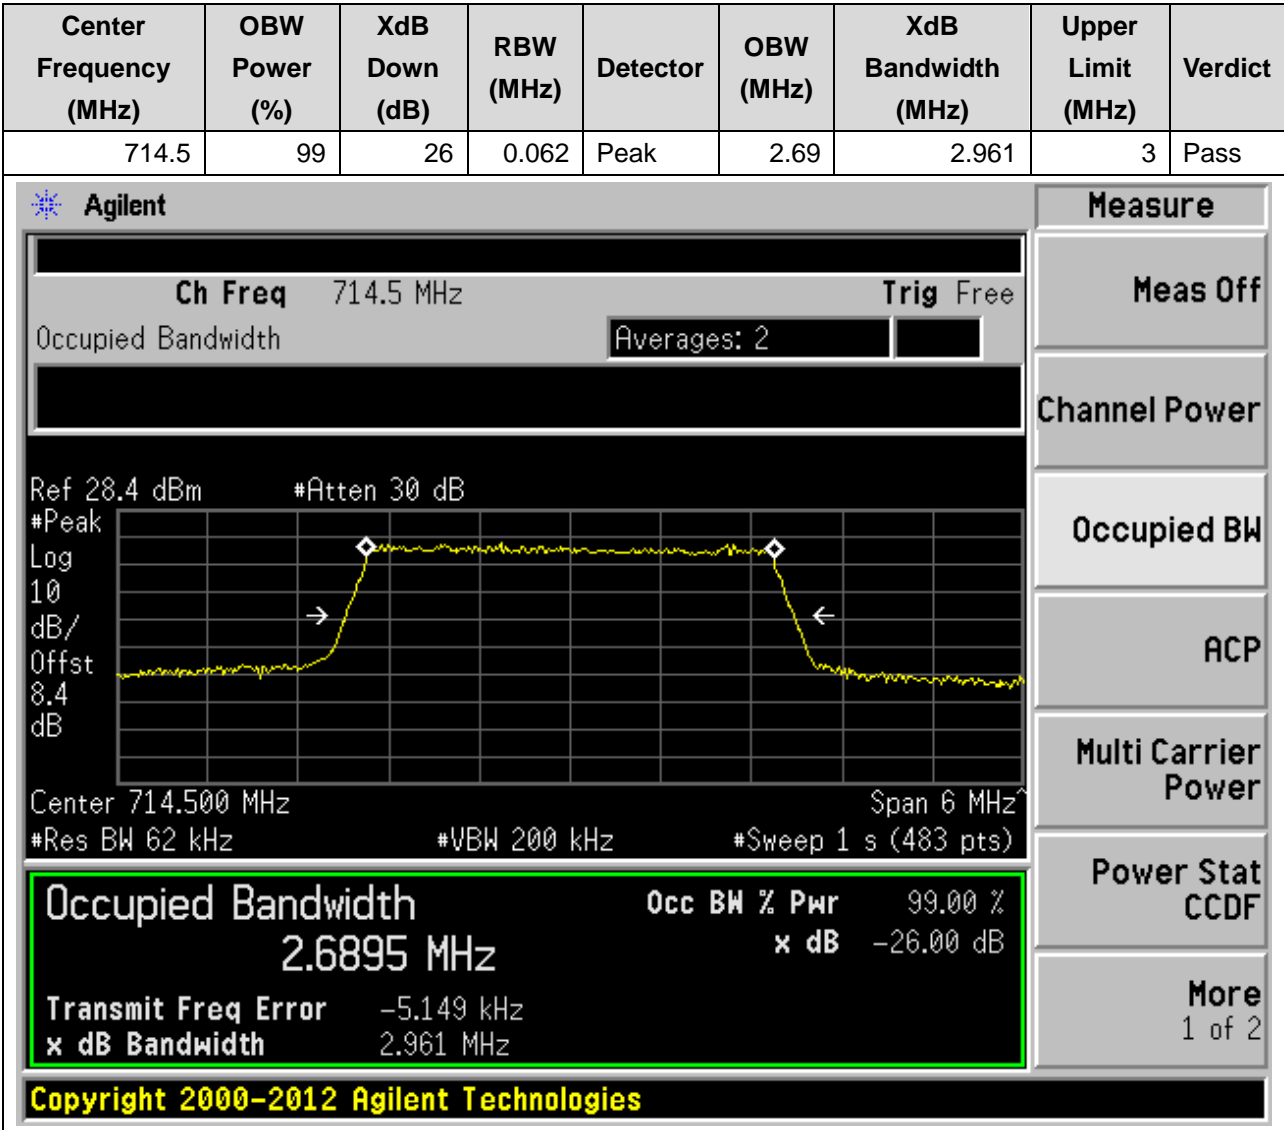 Center Frequency (MHz) OBW Power (%) XdB Down (dB) RBW (MHz) Detector OBW (MHz) XdB Bandwidth (MHz) Upper Limit (MHz) Verdict
714.5 99 26 0.062 Peak 2.69 2.961 3 Pass
Agilent
Measure
Ch Freq 714.5 MHz Trig Free
Meas Off
Occupied Bandwidth Averages: 2
Channel Power
Ref 28.4 dBm #Atten 30 dB
#Peak
Log
10
dB/
Offst
8.4
dB
Occupied BW
ACP
Multi Carrier
Power
Center 714.500 MHz Span 6 MHz^
#Res BW 62 kHz #VBW 200 kHz #Sweep 1 s (483 pts)
Power Stat
CCDF
Occupied Bandwidth Occ BW % Pwr 99.00 %
2.6895 MHz x dB -26.00 dB
More
1 of 2
Transmit Freq Error -5.149 kHz
x dB Bandwidth 2.961 MHz
Copyright 2000-2012 Agilent Technologies